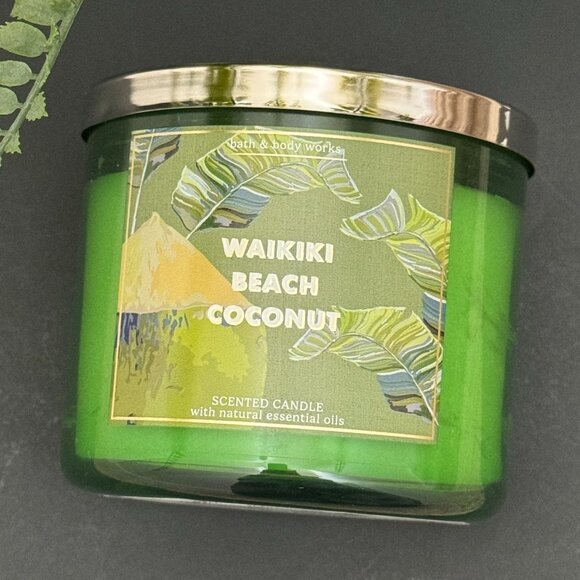 bath & body works
WAIKIKI
BEACH
COCONUT
SCENTED CANDLE
with natural essential oils